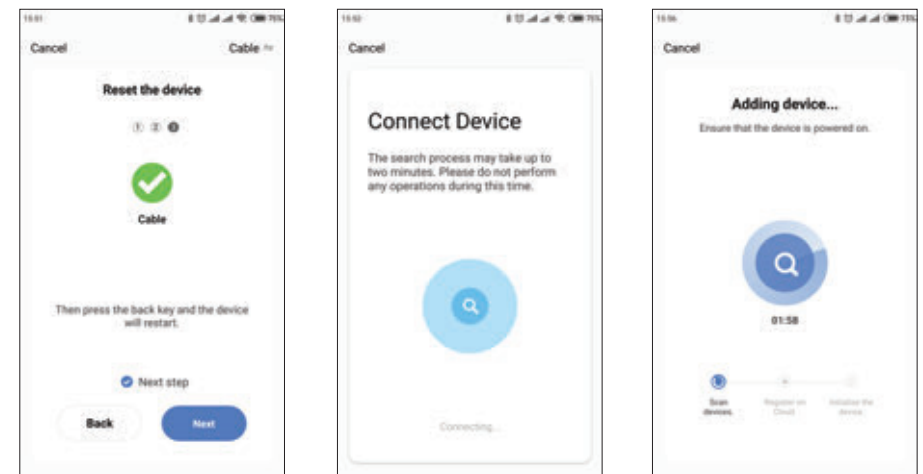 Cancel
Cable
Reset the device
1 2 3
Cable
Then press the back key and the device
will restart.
Next step
Back
Next
Cancel
Connect Device
The search process may take up to
two minutes. Please do not perform
any operations during this time.
Connecting...
Cancel
Adding device...
Ensure that the device is powered on.
01:58
Scan
devices.
Register on
Cloud
Initialize the
device.